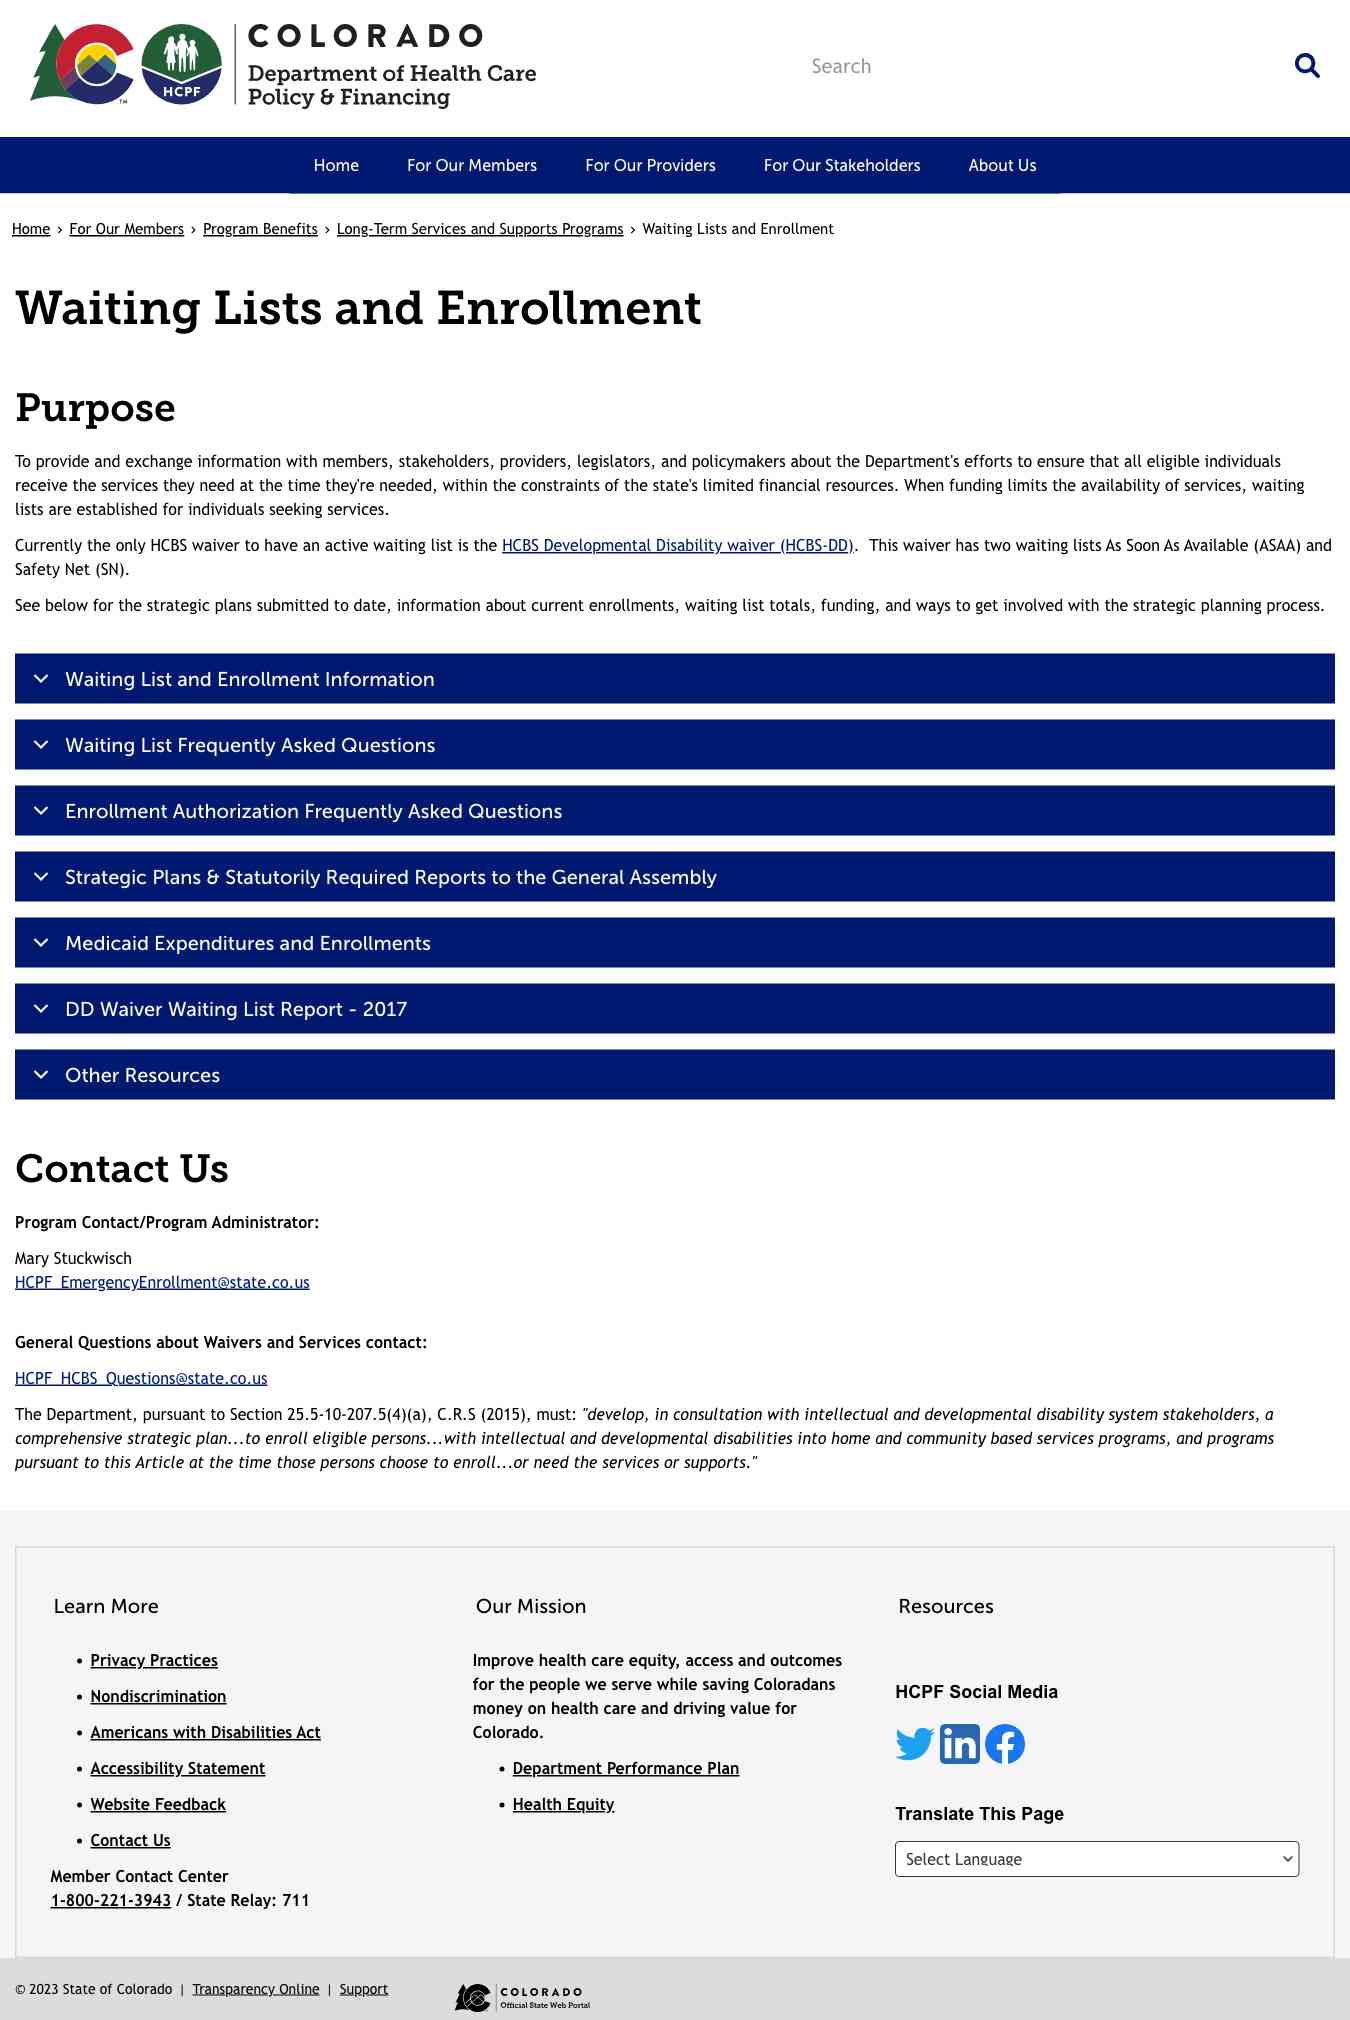 COLORADO
Department of Health Care
Policy & Financing
HCPF
TM
Search
Home
For Our Members
For Our Providers
For Our Stakeholders
About Us
Home › For Our Members › Program Benefits › Long-Term Services and Supports Programs › Waiting Lists and Enrollment
Waiting Lists and Enrollment
Purpose
To provide and exchange information with members, stakeholders, providers, legislators, and policymakers about the Department's efforts to ensure that all eligible individuals
receive the services they need at the time they're needed, within the constraints of the state's limited financial resources. When funding limits the availability of services, waiting
lists are established for individuals seeking services.
Currently the only HCBS waiver to have an active waiting list is the HCBS Developmental Disability waiver (HCBS-DD).  This waiver has two waiting lists As Soon As Available (ASAA) and
Safety Net (SN).
See below for the strategic plans submitted to date, information about current enrollments, waiting list totals, funding, and ways to get involved with the strategic planning process.
Waiting List and Enrollment Information
Waiting List Frequently Asked Questions
Enrollment Authorization Frequently Asked Questions
Strategic Plans & Statutorily Required Reports to the General Assembly
Medicaid Expenditures and Enrollments
DD Waiver Waiting List Report - 2017
Other Resources
Contact Us
Program Contact/Program Administrator:
Mary Stuckwisch
HCPF_EmergencyEnrollment@state.co.us
General Questions about Waivers and Services contact:
HCPF_HCBS_Questions@state.co.us
The Department, pursuant to Section 25.5-10-207.5(4)(a), C.R.S (2015), must: "develop, in consultation with intellectual and developmental disability system stakeholders, a
comprehensive strategic plan...to enroll eligible persons...with intellectual and developmental disabilities into home and community based services programs, and programs
pursuant to this Article at the time those persons choose to enroll...or need the services or supports."
Learn More
• Privacy Practices
• Nondiscrimination
• Americans with Disabilities Act
• Accessibility Statement
• Website Feedback
• Contact Us
Member Contact Center
1-800-221-3943 / State Relay: 711
Our Mission
Improve health care equity, access and outcomes
for the people we serve while saving Coloradans
money on health care and driving value for
Colorado.
• Department Performance Plan
• Health Equity
Resources
HCPF Social Media
Translate This Page
Select Language
© 2023 State of Colorado | Transparency Online | Support
COLORADO
Official State Web Portal